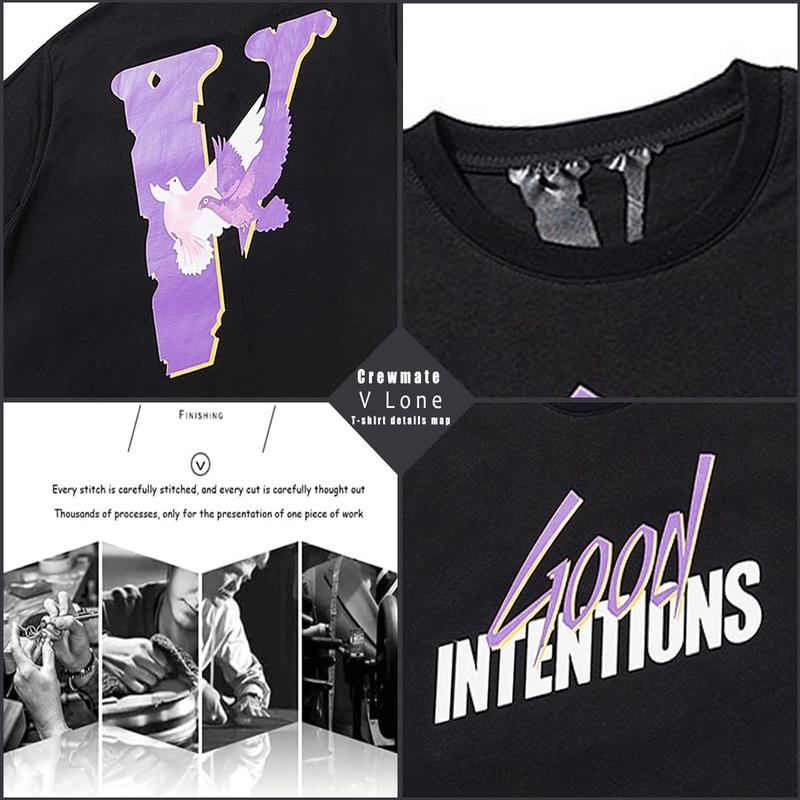 Crewmate
V Lone
T-shirt details map
FINISHING
V
Every stitch is carefully stitched, and every cut is carefully thought out
Thousands of processes, only for the presentation of one piece of work
GOOD
INTENTIONS